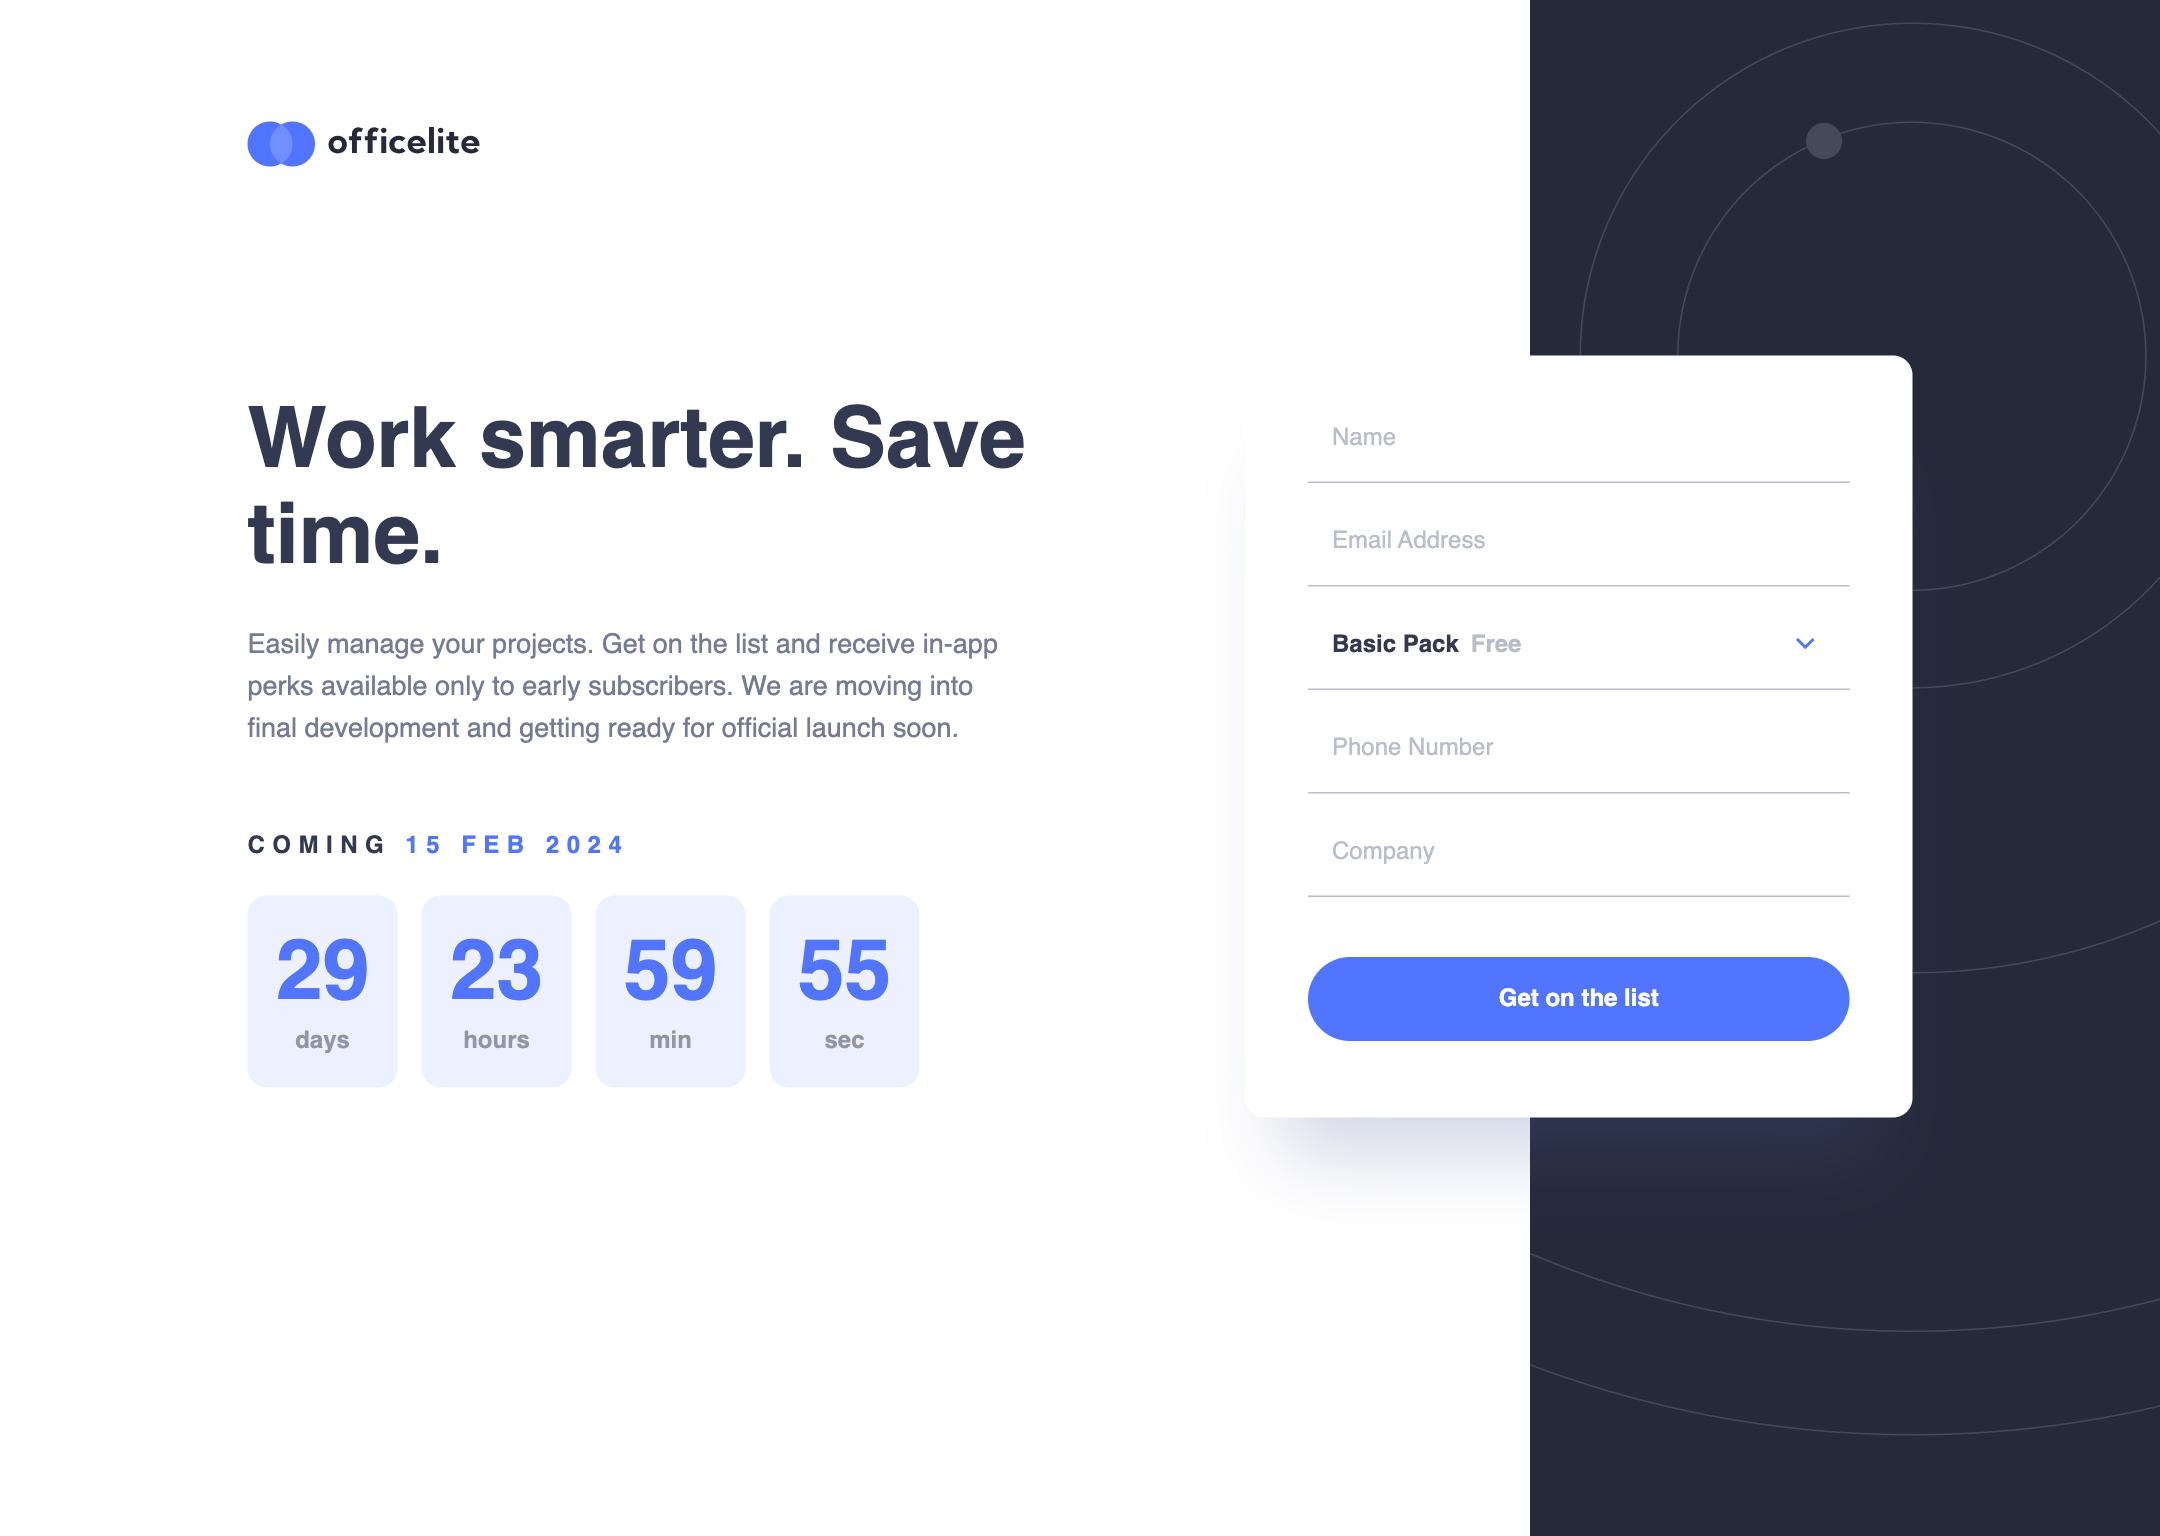 officelite
Work smarter. Save
time.
Easily manage your projects. Get on the list and receive in-app
perks available only to early subscribers. We are moving into
final development and getting ready for official launch soon.
COMING 15 FEB 2024
29 23 59 55
days hours min sec
Name
Email Address
Basic Pack Free
Phone Number
Company
Get on the list